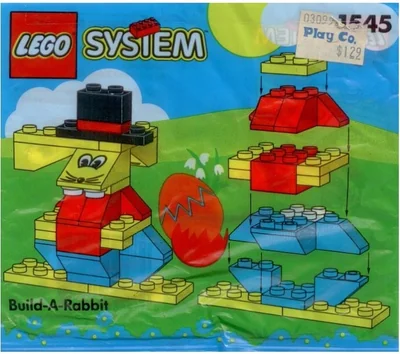 LEGO SYSTEM
1545
Play Co.
$1.29
Build-A-Rabbit